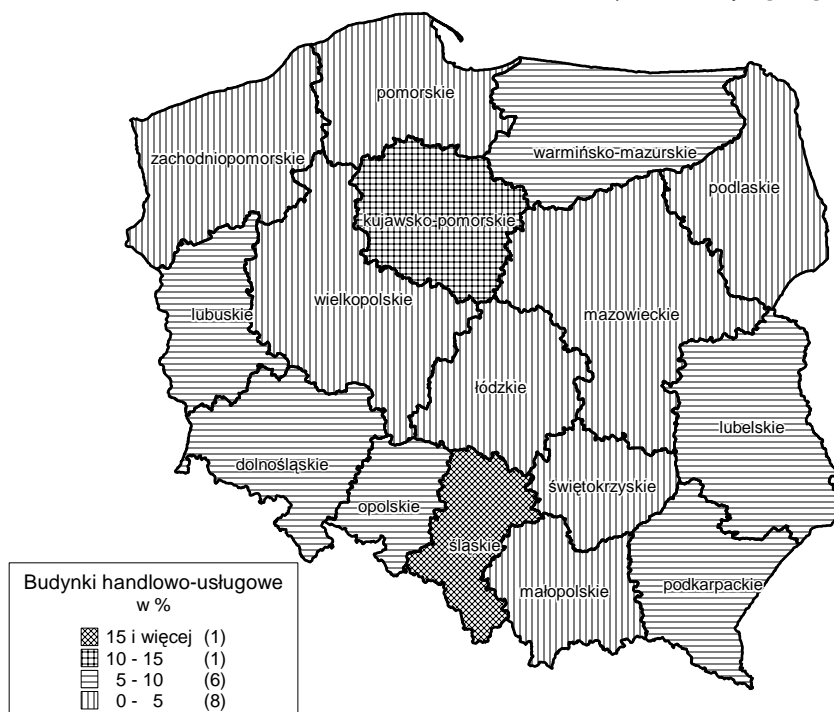 pomorskie
zachodniopomorskie
warmińsko-mazurskie
podlaskie
kujawsko-pomorskie
lubuskie
wielkopolskie
mazowieckie
łódzkie
lubelskie
dolnośląskie
świętokrzyskie
opolskie
śląskie
małopolskie
podkarpackie
Budynki handlowo-usługowe
w %
15 i więcej (1)
10 - 15 (1)
5 - 10 (6)
0 - 5 (8)